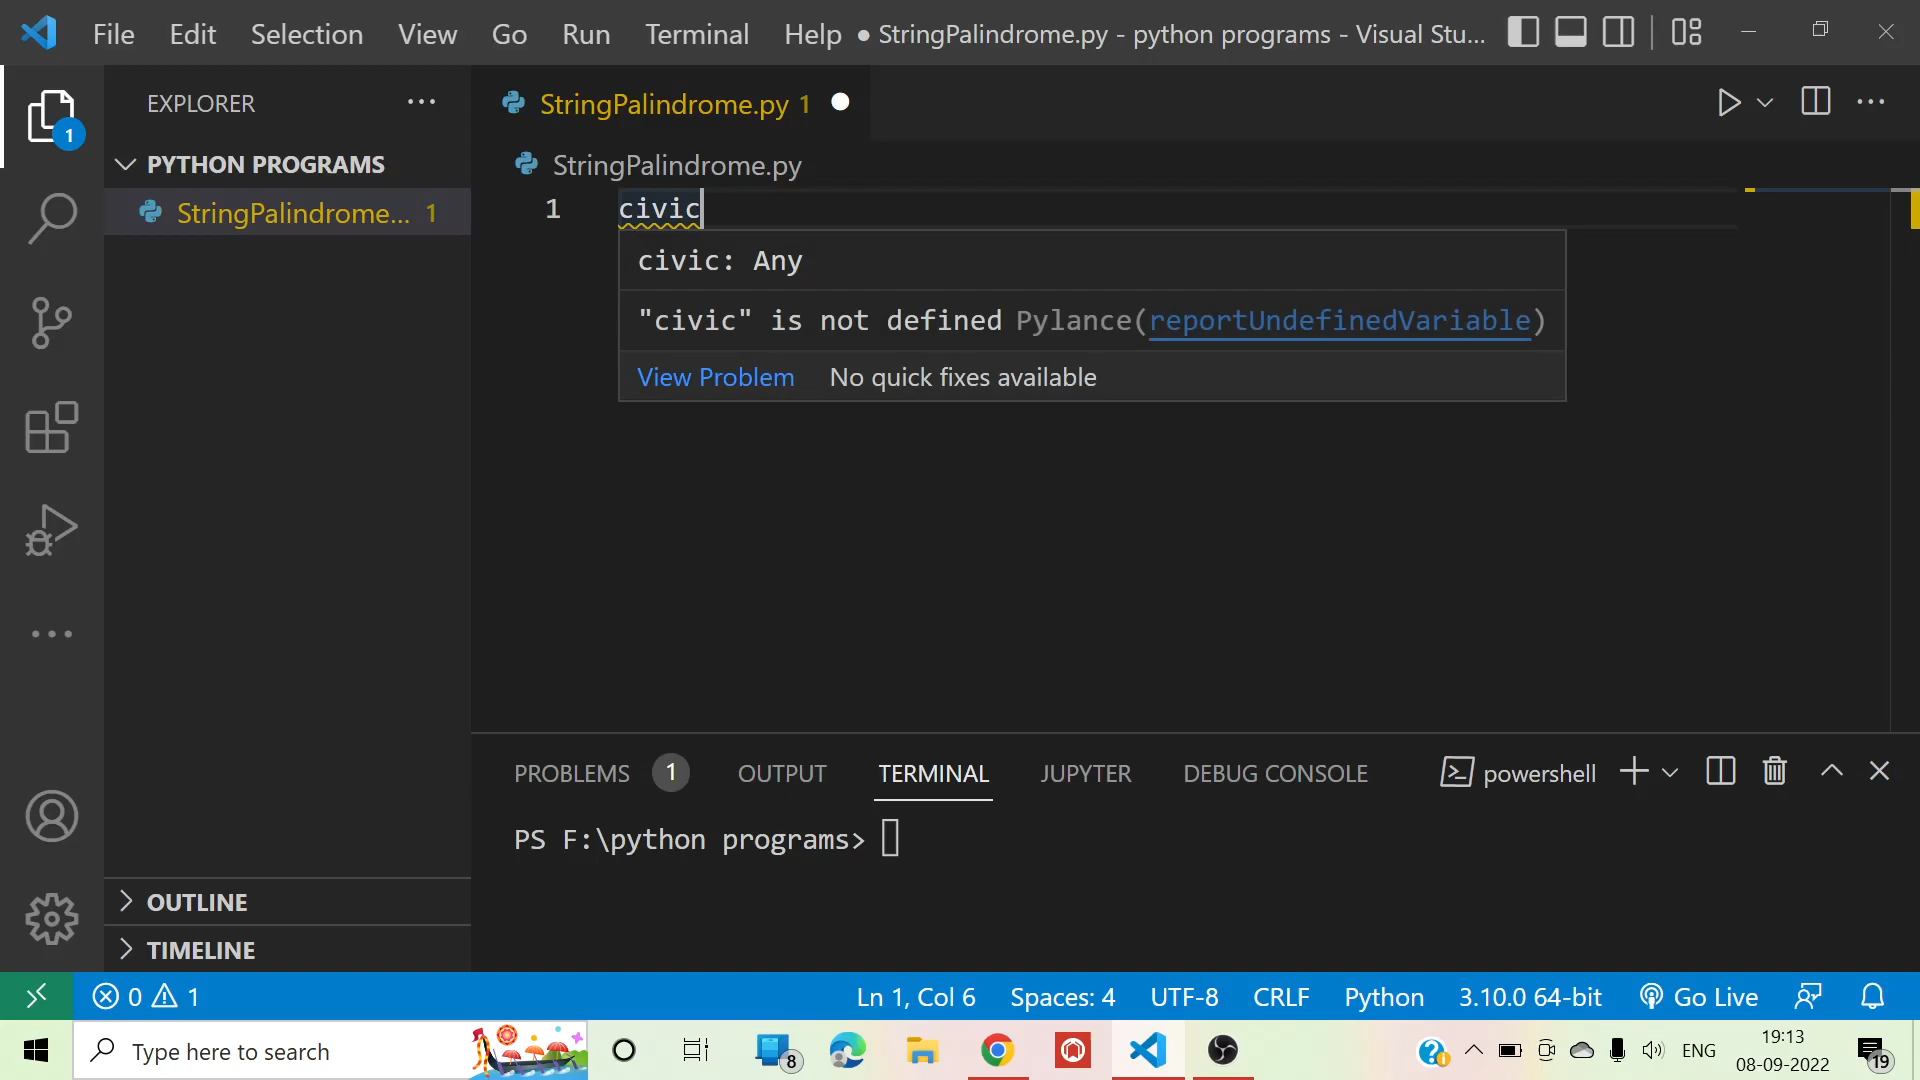 File Edit Selection View Go Run Terminal Help ● StringPalindrome.py - python programs - Visual Stu...
EXPLORER ...
StringPalindrome.py 1
1
PYTHON PROGRAMS
StringPalindrome.py
StringPalindrome... 1
1 civic
civic: Any
"civic" is not defined Pylance(reportUndefinedVariable)
View Problem No quick fixes available
PROBLEMS 1 OUTPUT TERMINAL JUPYTER DEBUG CONSOLE powershell
PS F:\python programs>
OUTLINE
TIMELINE
0 1 Ln 1, Col 6 Spaces: 4 UTF-8 CRLF Python 3.10.0 64-bit Go Live
Type here to search 8 ENG 19:13
08-09-2022 19